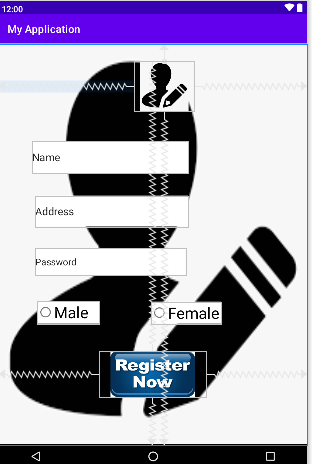 12:00
My Application
Name
Address
Password
Male
Female
Register
Now